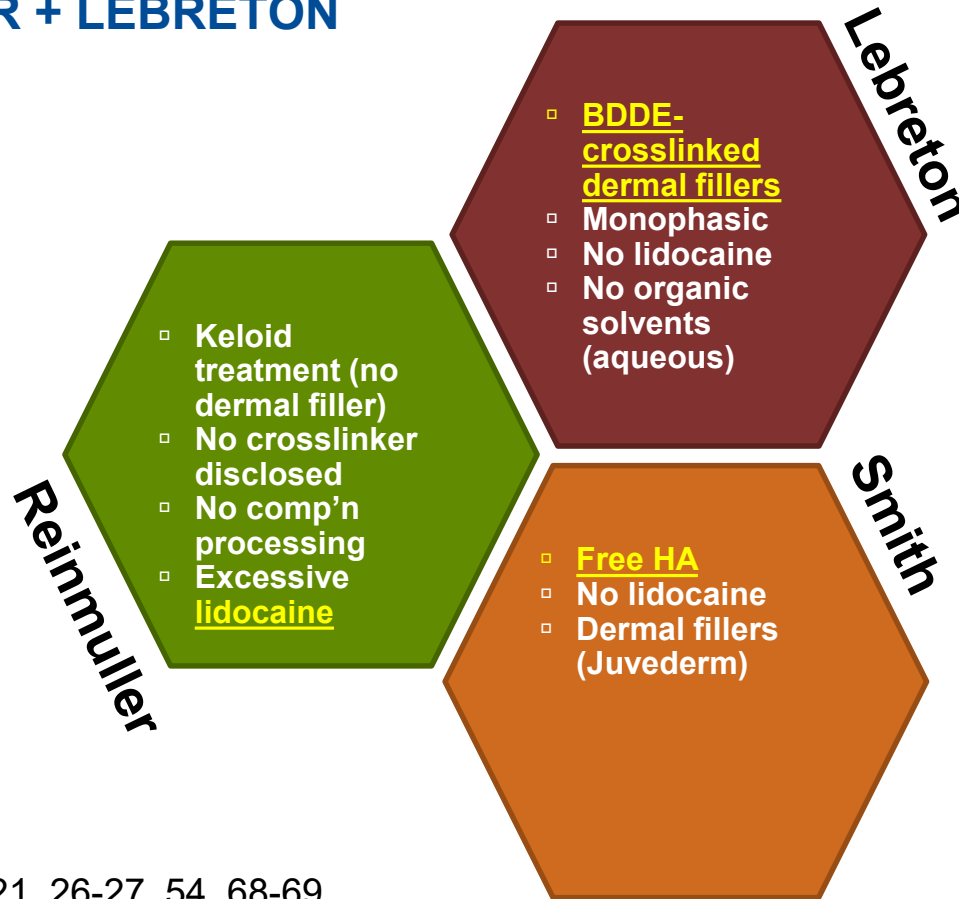 R + LEBRETON
Lebreton
▫ BDDE-
crosslinked
dermal fillers
▫ Monophasic
▫ No lidocaine
▫ No organic
solvents
(aqueous)
Reinmuller
▫ Keloid
treatment (no
dermal filler)
▫ No crosslinker
disclosed
▫ No comp'n
processing
▫ Excessive
lidocaine
Smith
▫ Free HA
▫ No lidocaine
▫ Dermal fillers
(Juvederm)
21, 26-27, 54, 68-69